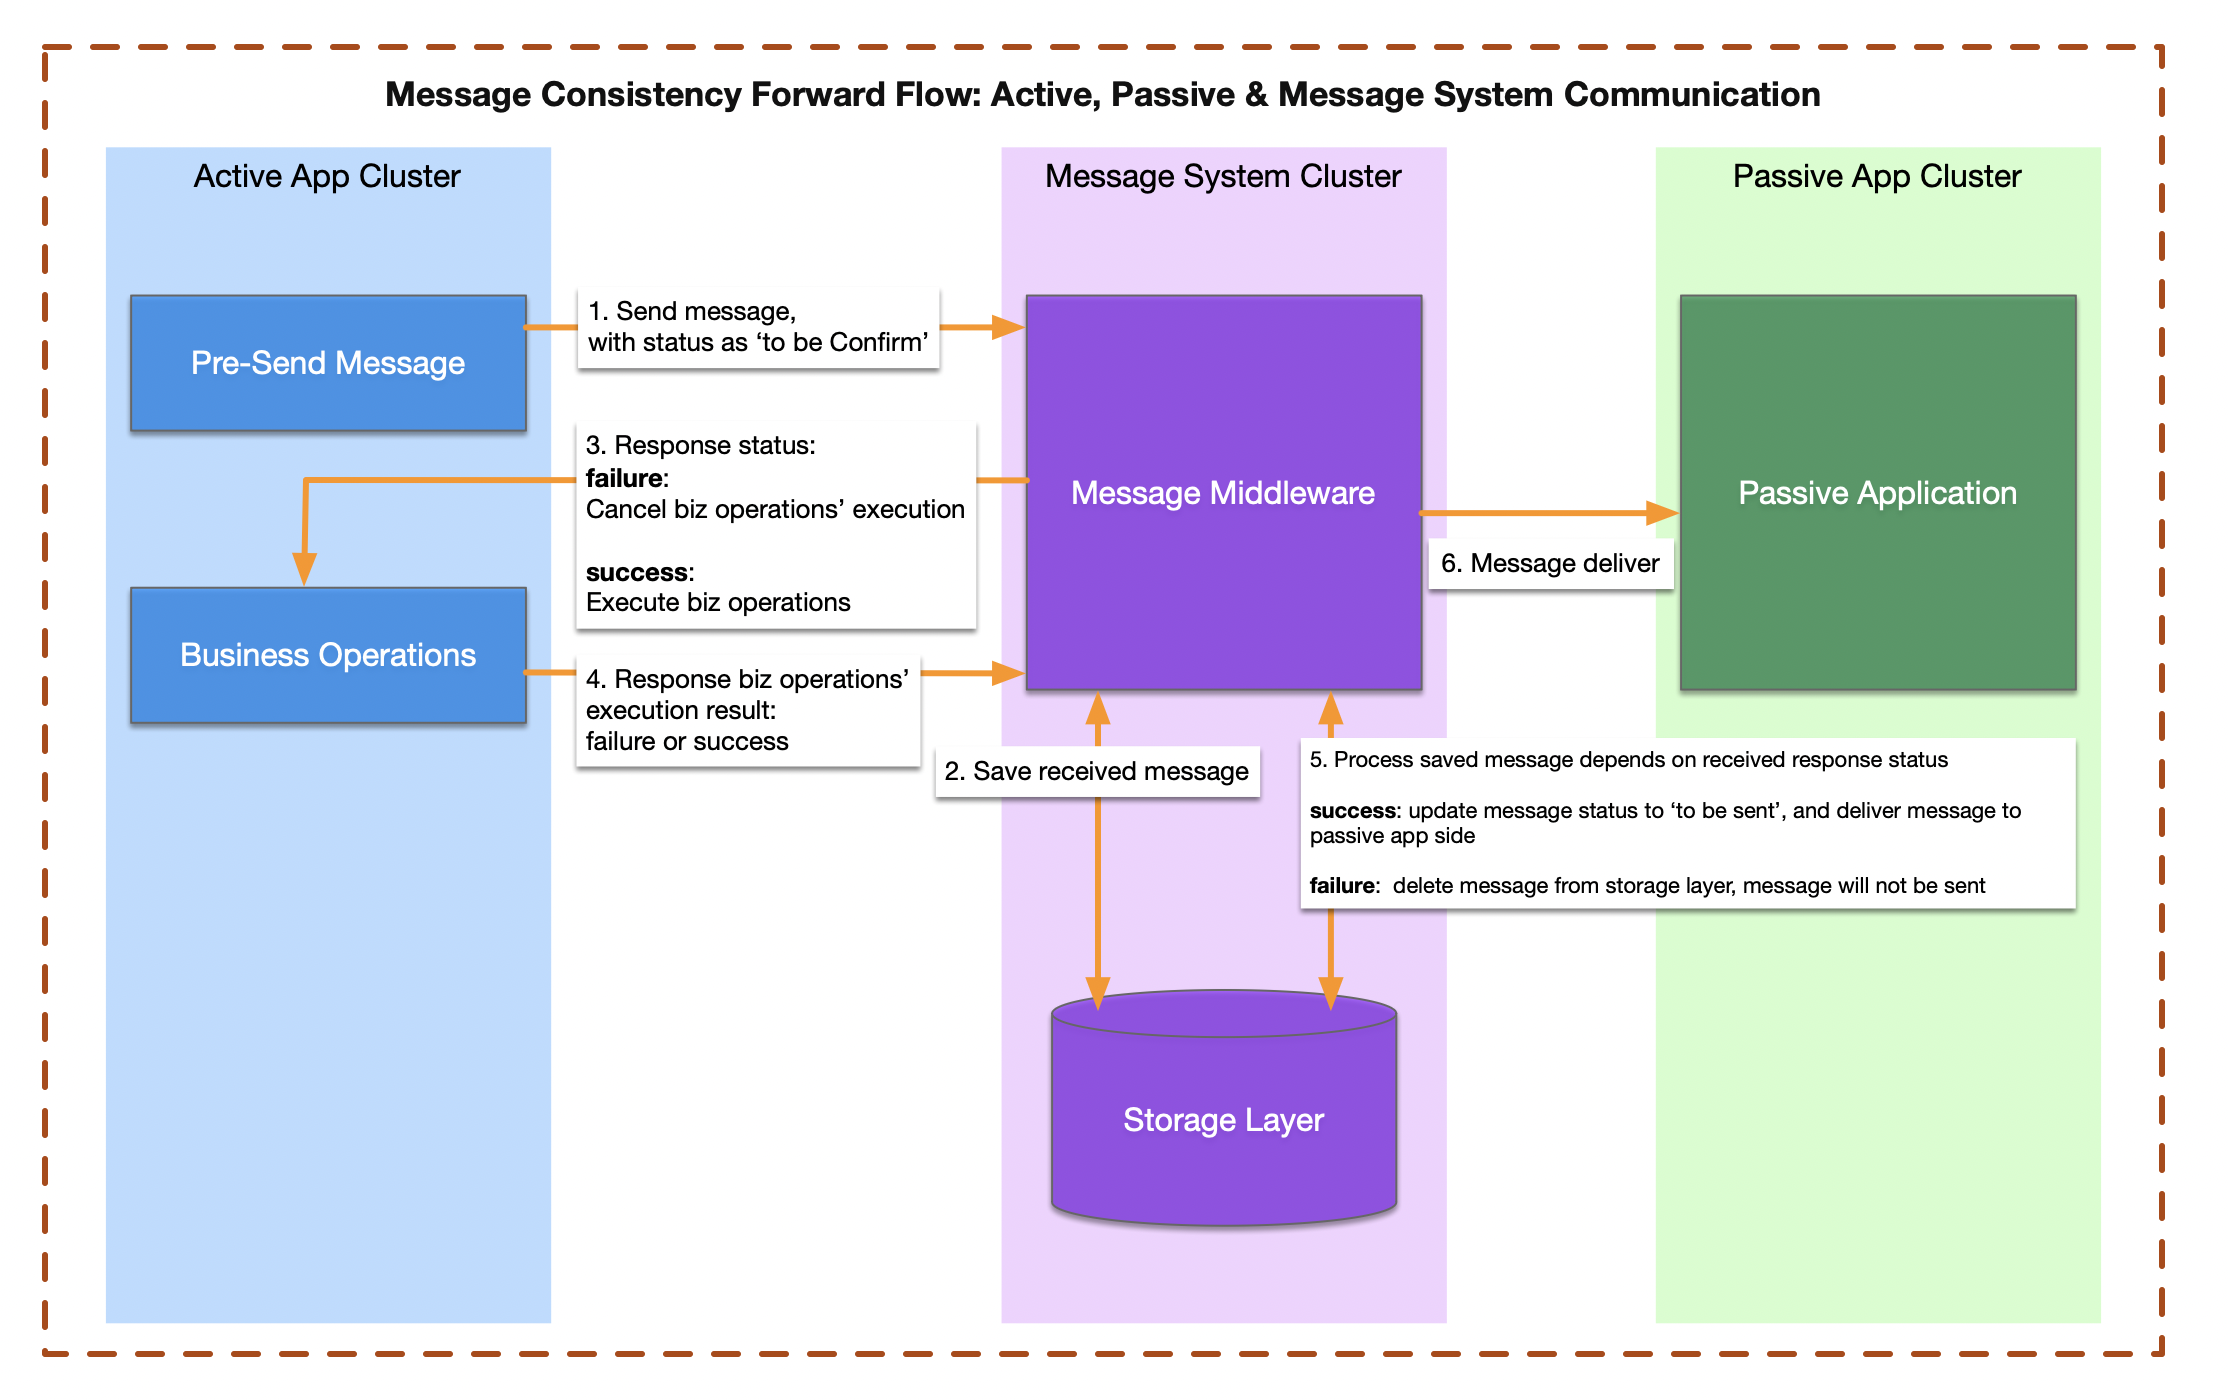 Message Consistency Forward Flow: Active, Passive & Message System Communication
Active App Cluster
Message System Cluster
Passive App Cluster
Pre-Send Message
1. Send message,
with status as ‘to be Confirm’
3. Response status:
failure:
Cancel biz operations’ execution
success:
Execute biz operations
Message Middleware
Passive Application
6. Message deliver
Business Operations
4. Response biz operations’
execution result:
failure or success
2. Save received message
5. Process saved message depends on received response status
success: update message status to ‘to be sent’, and deliver message to
passive app side
failure:  delete message from storage layer, message will not be sent
Storage Layer